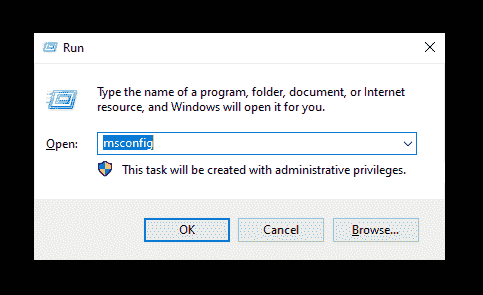 Run
Type the name of a program, folder, document, or Internet
resource, and Windows will open it for you.
Open: msconfig
This task will be created with administrative privileges.
OK Cancel Browse...